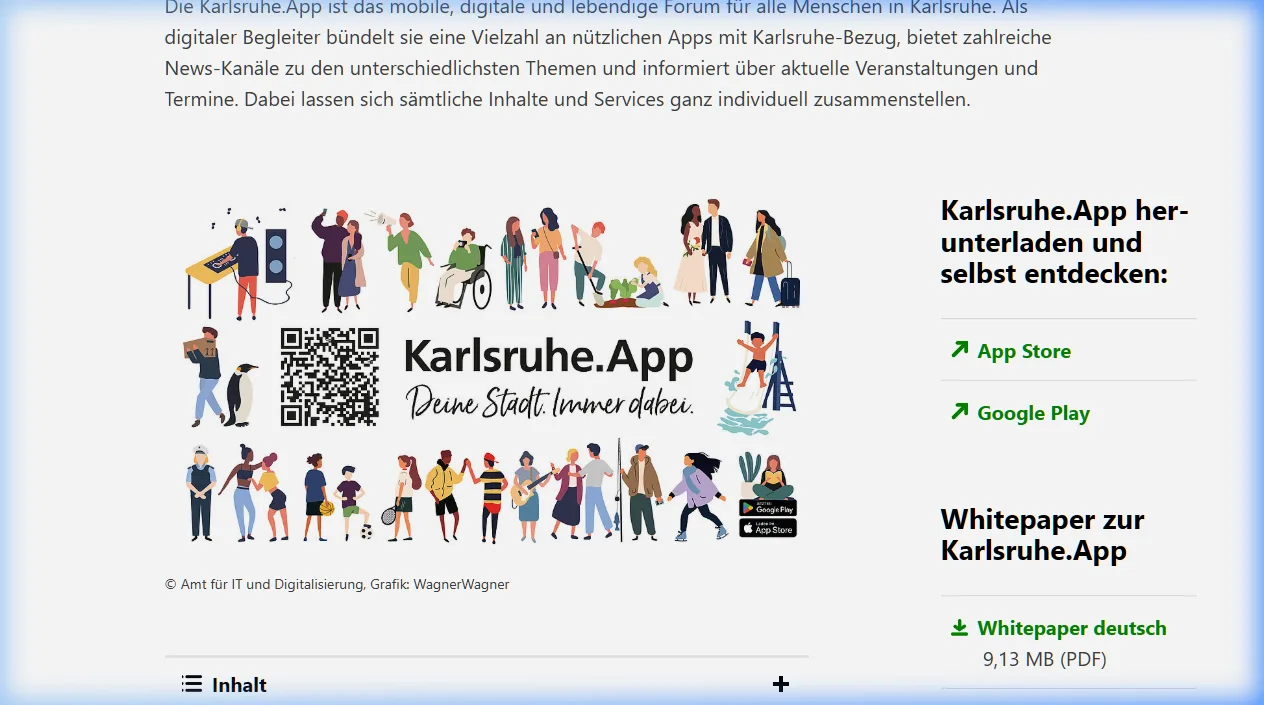 Die Karlsruhe.App ist das mobile, digitale und lebendige Forum für alle Menschen in Karlsruhe. Als
digitaler Begleiter bündelt sie eine Vielzahl an nützlichen Apps mit Karlsruhe-Bezug, bietet zahlreiche
News-Kanäle zu den unterschiedlichsten Themen und informiert über aktuelle Veranstaltungen und
Termine. Dabei lassen sich sämtliche Inhalte und Services ganz individuell zusammenstellen.
Karlsruhe.App
Deine Stadt. Immer dabei.
JETZT BEI
Google Play
Laden im
App Store
© Amt für IT und Digitalisierung, Grafik: WagnerWagner
Inhalt
Karlsruhe.App her-
unterladen und
selbst entdecken:
App Store
Google Play
Whitepaper zur
Karlsruhe.App
Whitepaper deutsch
9,13 MB (PDF)